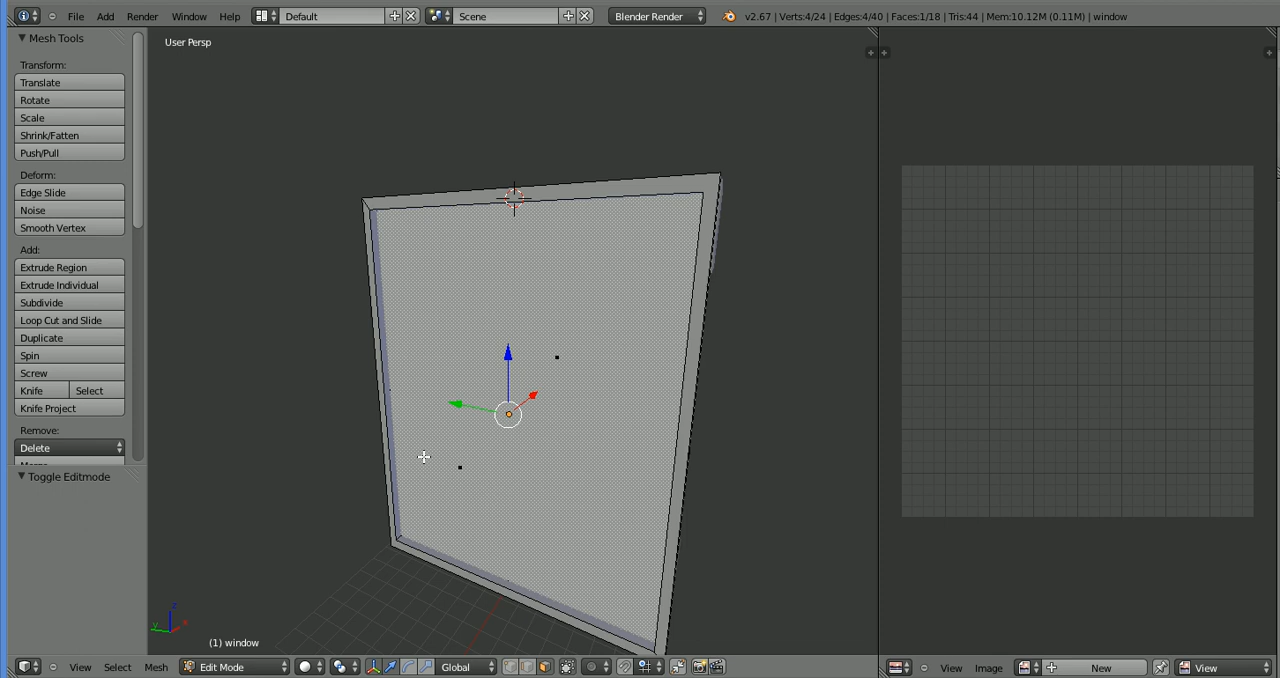 File Add Render Window Help Default Scene Blender Render v2.67 | Verts:4/24 | Edges:4/40 | Faces:1/18 | Tris:44 | Mem:10.12M (0.11M) | window
Mesh Tools
User Persp
Transform:
Translate
Rotate
Scale
Shrink/Fatten
Push/Pull
Deform:
Edge Slide
Noise
Smooth Vertex
Add:
Extrude Region
Extrude Individual
Subdivide
Loop Cut and Slide
Duplicate
Spin
Screw
Knife Select
Knife Project
Remove:
Delete
Toggle Editmode
z
y x
(1) window
View Select Mesh Edit Mode Global View Image New View